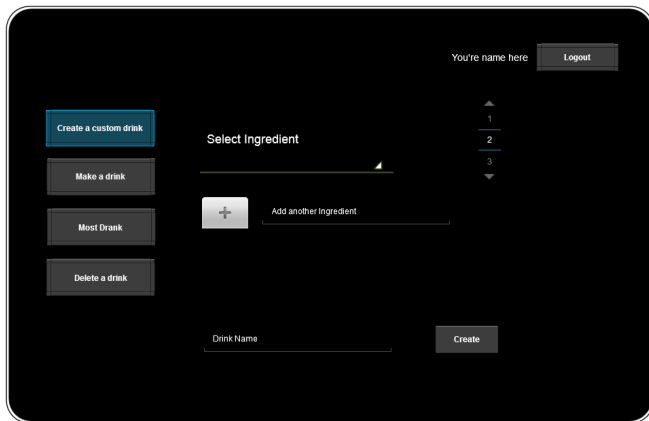 You're name here
Logout
Create a custom drink
Make a drink
Most Drank
Delete a drink
Select Ingredient
1
2
3
+
Add another Ingredient
Drink Name
Create